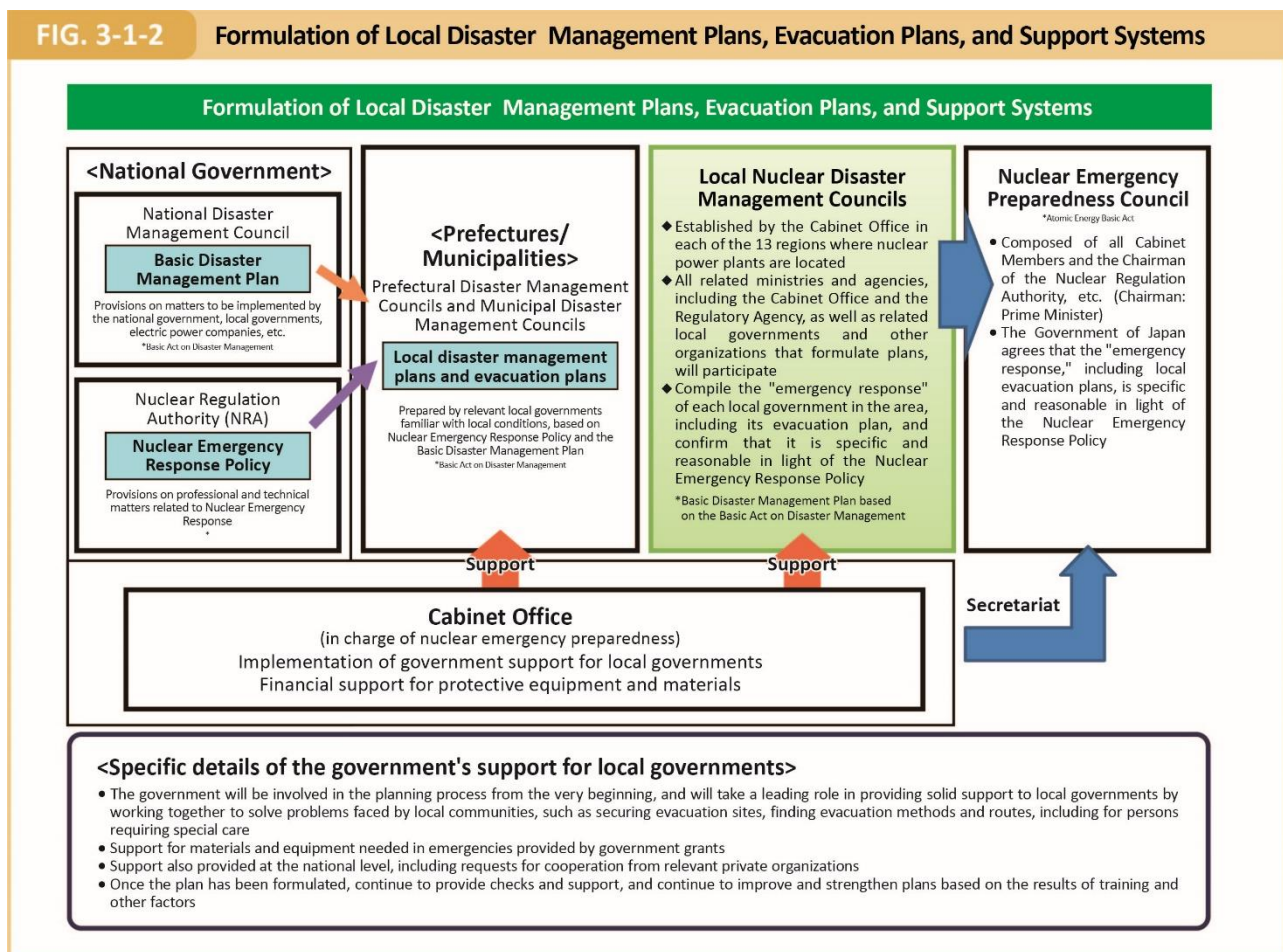 FIG. 3-1-2
Formulation of Local Disaster Management Plans, Evacuation Plans, and Support Systems
Formulation of Local Disaster Management Plans, Evacuation Plans, and Support Systems
<National Government>
National Disaster
Management Council
Basic Disaster
Management Plan
Provisions on matters to be implemented by
the national government, local governments,
electric power companies, etc.
*Basic Act on Disaster Management
Nuclear Regulation
Authority (NRA)
Nuclear Emergency
Response Policy
Provisions on professional and technical
matters related to Nuclear Emergency
Response
*
<Prefectures/
Municipalities>
Prefectural Disaster Management
Councils and Municipal Disaster
Management Councils
Local disaster management
plans and evacuation plans
Prepared by relevant local governments
familiar with local conditions, based on
Nuclear Emergency Response Policy and the
Basic Disaster Management Plan
*Basic Act on Disaster Management
Local Nuclear Disaster
Management Councils
◆Established by the Cabinet Office in
each of the 13 regions where nuclear
power plants are located
◆All related ministries and agencies,
including the Cabinet Office and the
Regulatory Agency, as well as related
local governments and other
organizations that formulate plans,
will participate
◆Compile the "emergency response"
of each local government in the area,
including its evacuation plan, and
confirm that it is specific and
reasonable in light of the Nuclear
Emergency Response Policy
*Basic Disaster Management Plan based
on the Basic Act on Disaster Management
Nuclear Emergency
Preparedness Council
*Atomic Energy Basic Act
• Composed of all Cabinet
Members and the Chairman
of the Nuclear Regulation
Authority, etc. (Chairman:
Prime Minister)
• The Government of Japan
agrees that the "emergency
response," including local
evacuation plans, is specific
and reasonable in light of
the Nuclear Emergency
Response Policy
Support
Support
Cabinet Office
(in charge of nuclear emergency preparedness)
Implementation of government support for local governments
Financial support for protective equipment and materials
Secretariat
<Specific details of the government's support for local governments>
• The government will be involved in the planning process from the very beginning, and will take a leading role in providing solid support to local governments by
working together to solve problems faced by local communities, such as securing evacuation sites, finding evacuation methods and routes, including for persons
requiring special care
• Support for materials and equipment needed in emergencies provided by government grants
• Support also provided at the national level, including requests for cooperation from relevant private organizations
• Once the plan has been formulated, continue to provide checks and support, and continue to improve and strengthen plans based on the results of training and
other factors